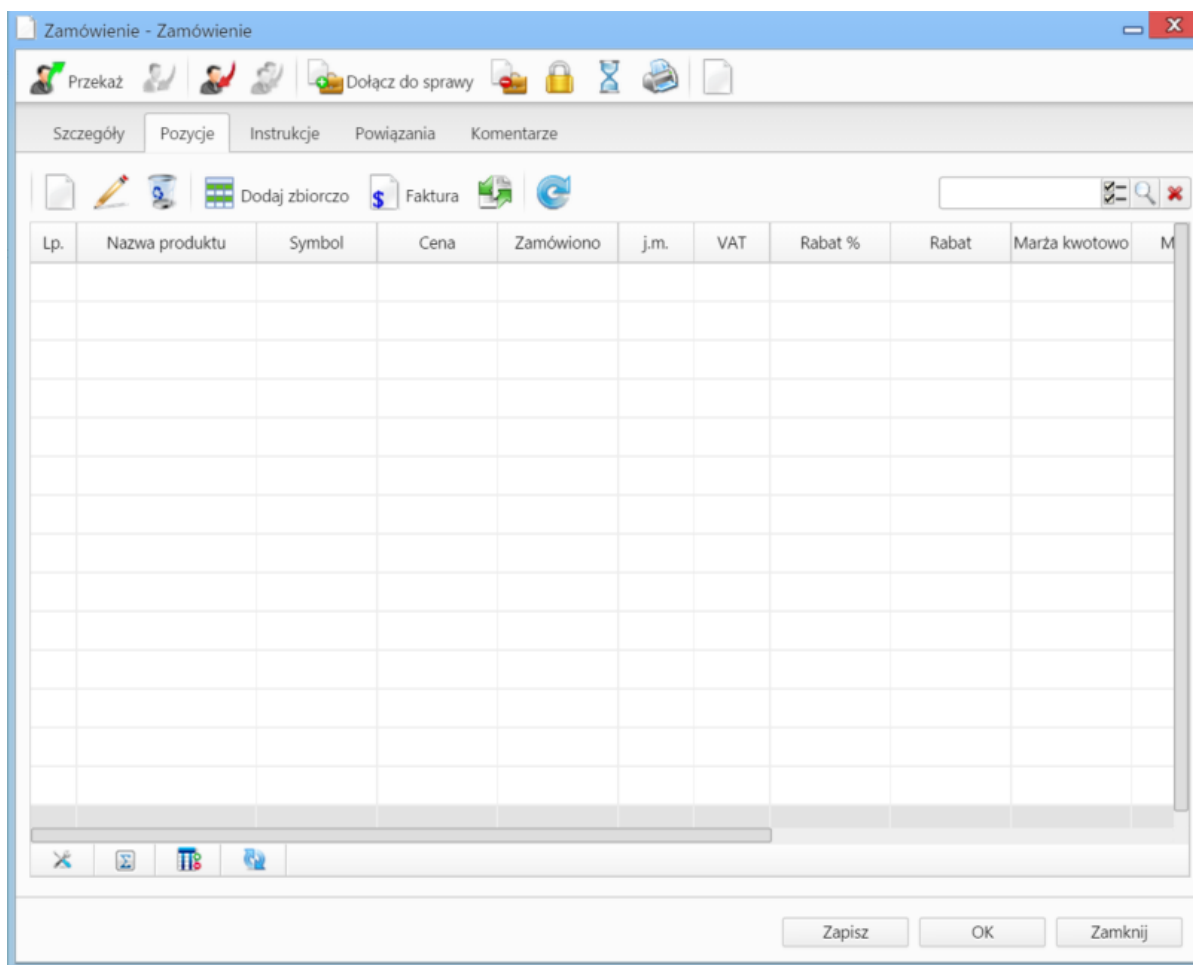 Zamówienie - Zamówienie
Przekaż Dołącz do sprawy
Szczegóły Pozycje Instrukcje Powiązania Komentarze
Dodaj zbiorczo $ Faktura
Lp. Nazwa produktu Symbol Cena Zamówiono j.m. VAT Rabat % Rabat Marża kwotowo M
Σ
Zapisz OK Zamknij